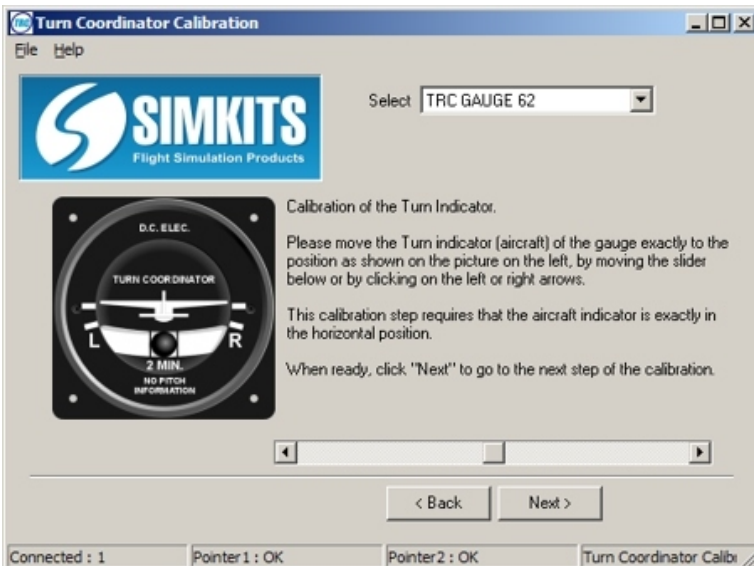 TRC Turn Coordinator Calibration
File Help
SIMKITS
Flight Simulation Products
Select TRC GAUGE 62
D.C. ELEC.
TURN COORDINATOR
L R
2 MIN.
NO PITCH
INFORMATION
Calibration of the Turn Indicator.
Please move the Turn indicator (aircraft) of the gauge exactly to the
position as shown on the picture on the left, by moving the slider
below or by clicking on the left or right arrows.
This calibration step requires that the aircraft indicator is exactly in
the horizontal position.
When ready, click "Next" to go to the next step of the calibration.
< Back Next >
Connected : 1 Pointer1 : OK Pointer2 : OK Turn Coordinator Calib